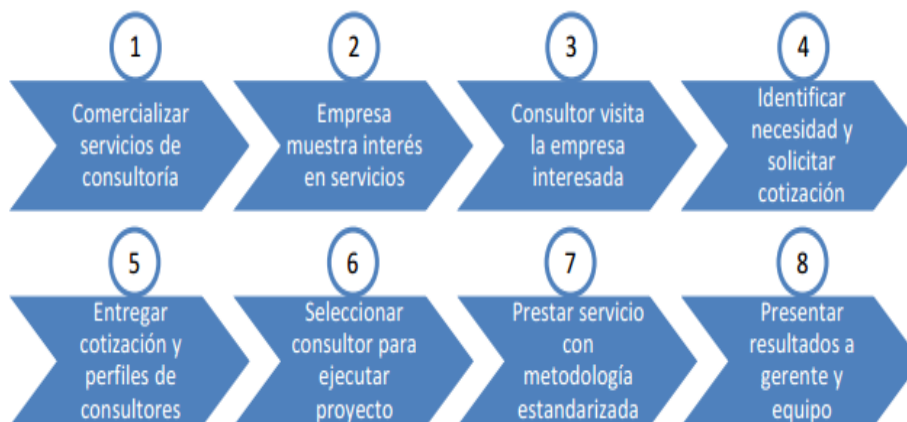 1
Comercializar
servicios de
consultoría
2
Empresa
muestra interés
en servicios
3
Consultor visita
la empresa
interesada
4
Identificar
necesidad y
solicitar
cotización
5
Entregar
cotización y
perfiles de
consultores
6
Seleccionar
consultor para
ejecutar
proyecto
7
Prestar servicio
con
metodología
estandarizada
8
Presentar
resultados a
gerente y
equipo